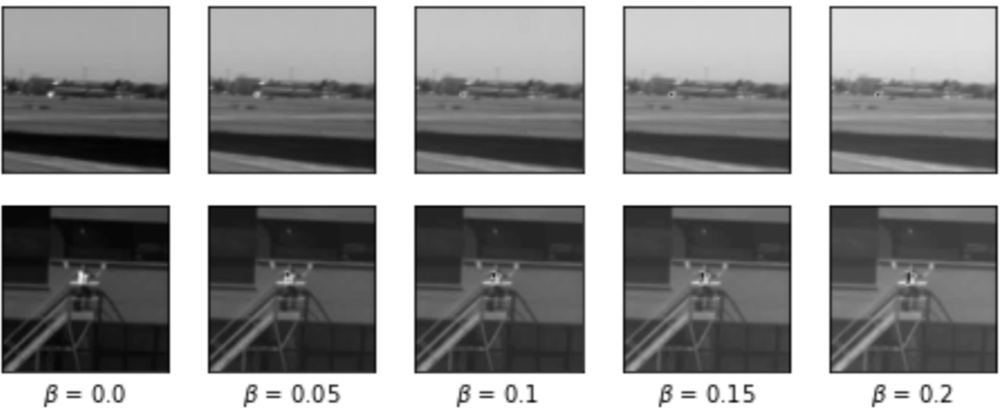 β = 0.0 β = 0.05 β = 0.1 β = 0.15 β = 0.2